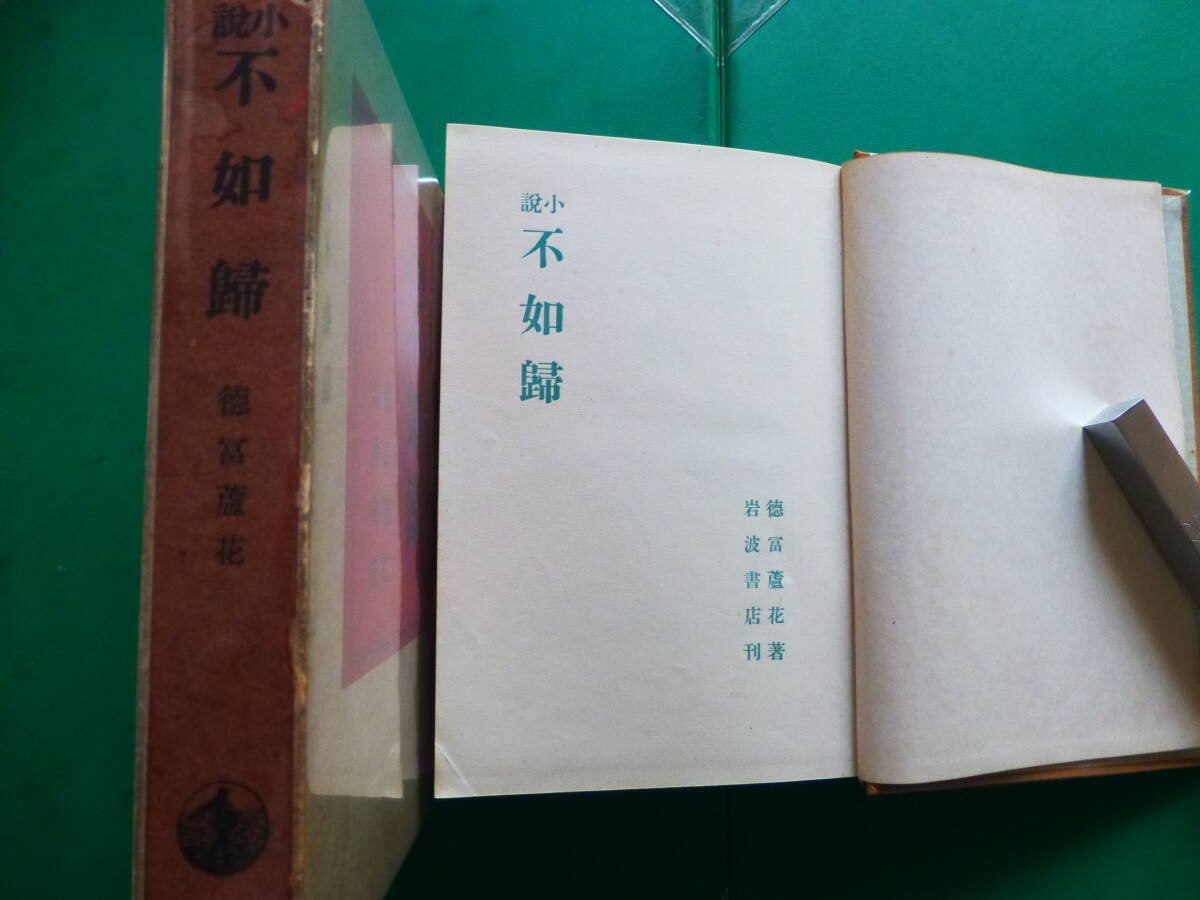 小說
不如歸
德冨蘆花
小說
不如歸
德冨蘆花著
岩波書店刊